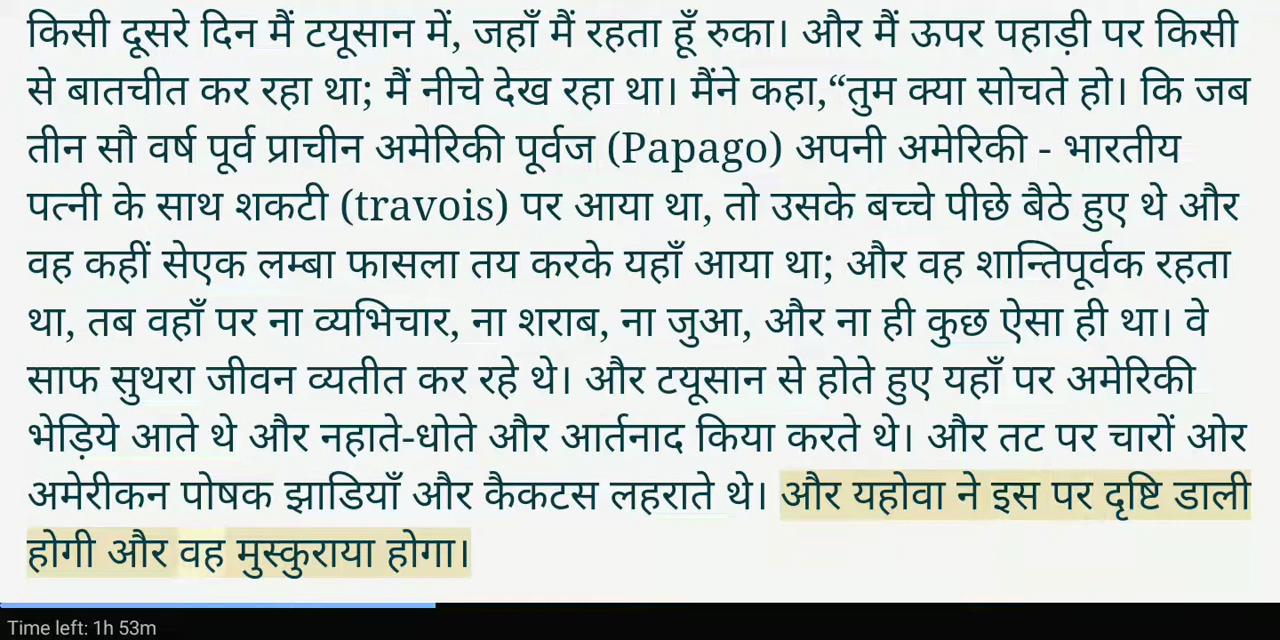 किसी दूसरे दिन मैं टयूसान में, जहाँ मैं रहता हूँ रुका। और मैं ऊपर पहाड़ी पर किसी
से बातचीत कर रहा था; मैं नीचे देख रहा था। मैंने कहा,“तुम क्या सोचते हो। कि जब
तीन सौ वर्ष पूर्व प्राचीन अमेरिकी पूर्वज (Papago) अपनी अमेरिकी - भारतीय
पत्नी के साथ शकटी (travois) पर आया था, तो उसके बच्चे पीछे बैठे हुए थे और
वह कहीं सेएक लम्बा फासला तय करके यहाँ आया था; और वह शान्तिपूर्वक रहता
था, तब वहाँ पर ना व्यभिचार, ना शराब, ना जुआ, और ना ही कुछ ऐसा ही था। वे
साफ सुथरा जीवन व्यतीत कर रहे थे। और टयूसान से होते हुए यहाँ पर अमेरिकी
भेड़िये आते थे और नहाते-धोते और आर्तनाद किया करते थे। और तट पर चारों ओर
अमेरीकन पोषक झाडियाँ और कैकटस लहराते थे। और यहोवा ने इस पर दृष्टि डाली
होगी और वह मुस्कुराया होगा।
Time left: 1h 53m